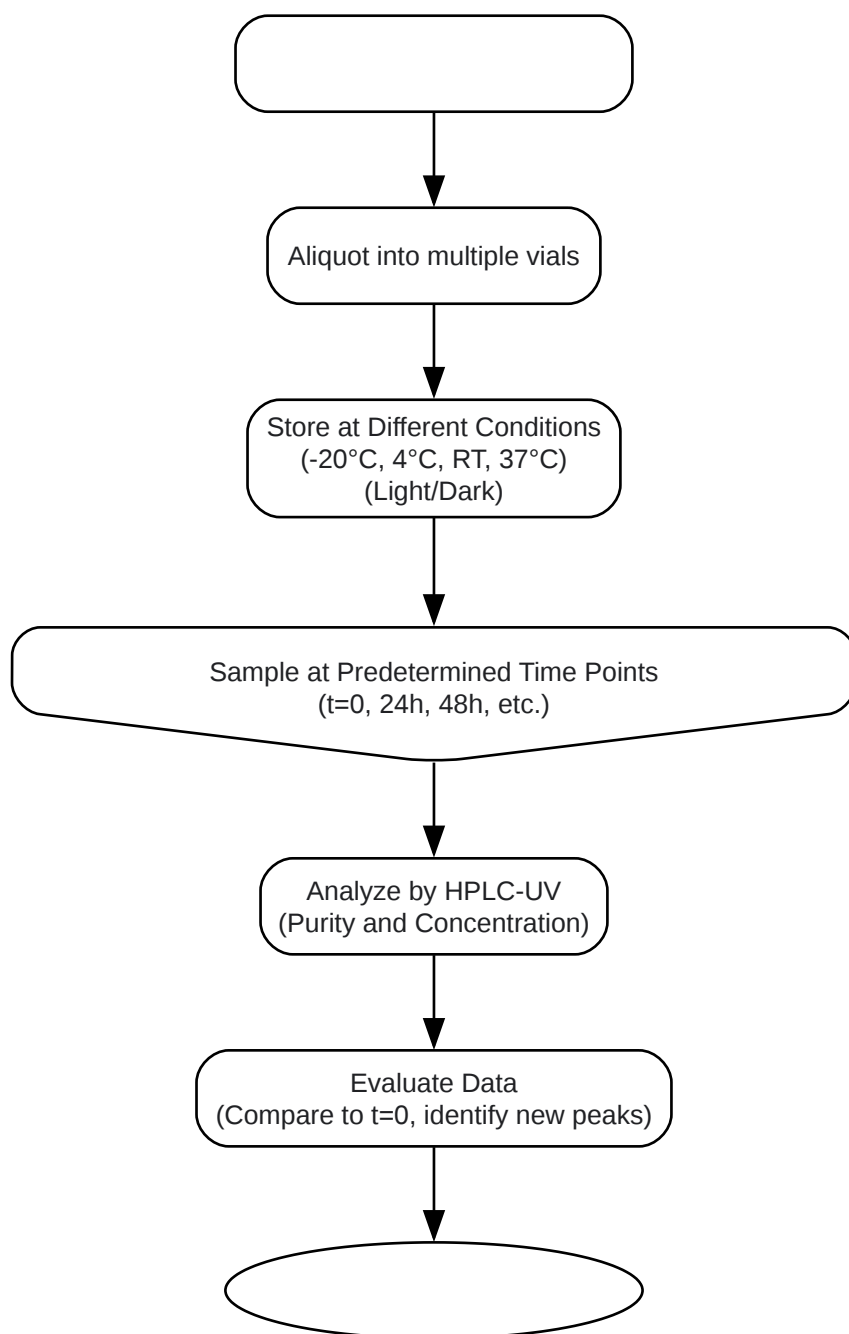 Aliquot into multiple vials
Store at Different Conditions
(-20°C, 4°C, RT, 37°C)
(Light/Dark)
Sample at Predetermined Time Points
(t=0, 24h, 48h, etc.)
Analyze by HPLC-UV
(Purity and Concentration)
Evaluate Data
(Compare to t=0, identify new peaks)